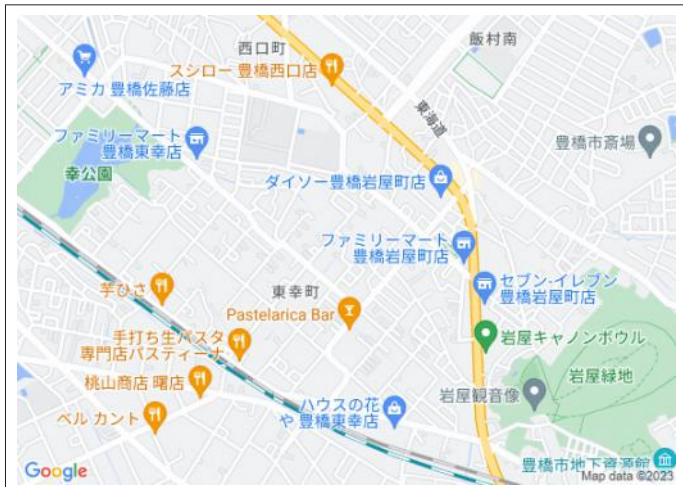 西口町
飯村南
スシロー 豊橋西口店
アミカ 豊橋佐藤店
東海道
ファミリーマート
豊橋東幸店
豊橋市斎場
幸公園
ダイソー豊橋岩屋町店
ファミリーマート
豊橋岩屋町店
芋ひさ
東幸町
セブン-イレブン
豊橋岩屋町店
Pastelarica Bar
手打ち生パスタ
専門店パスティーナ
岩屋キャノンボウル
岩屋緑地
桃山商店 曙店
岩屋観音像
ベル カント
ハウスの花
や 豊橋東幸店
豊橋市地下資源館
Google
Map data ©2023